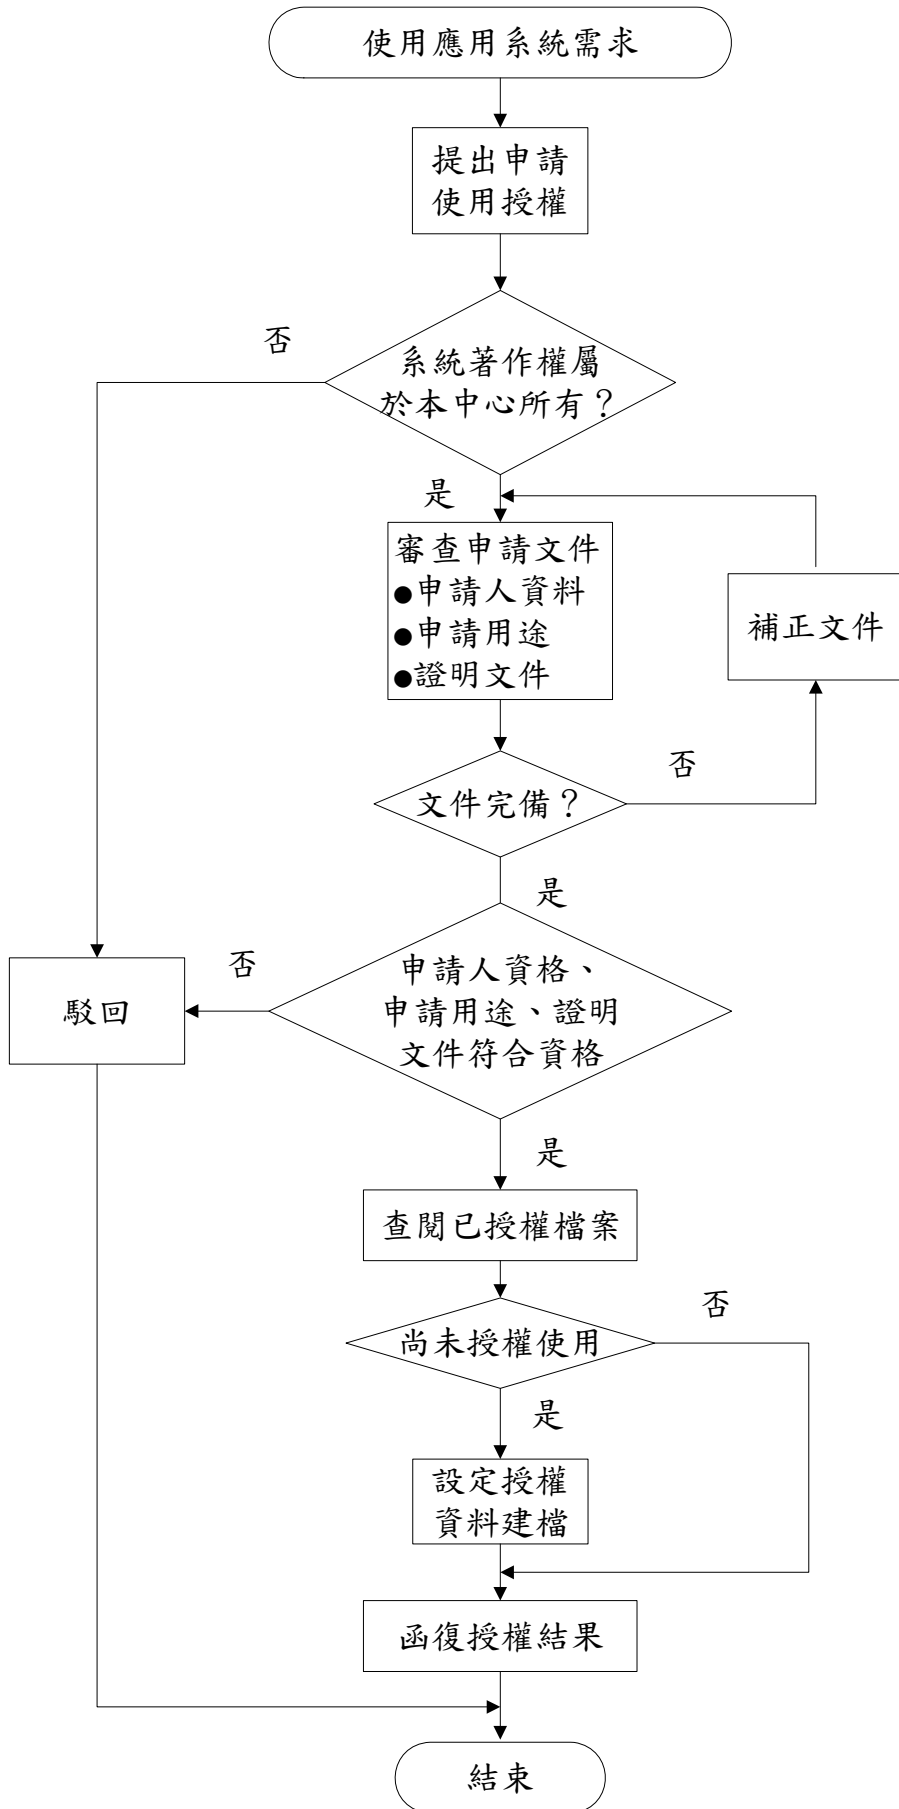 使用應用系統需求
提出申請
使用授權
否
系統著作權屬
於本中心所有？
是
審查申請文件
●申請人資料
●申請用途
●證明文件
補正文件
否
文件完備？
是
否
申請人資格、
申請用途、證明
文件符合資格
駁回
是
查閱已授權檔案
否
尚未授權使用
是
設定授權
資料建檔
函復授權結果
結束